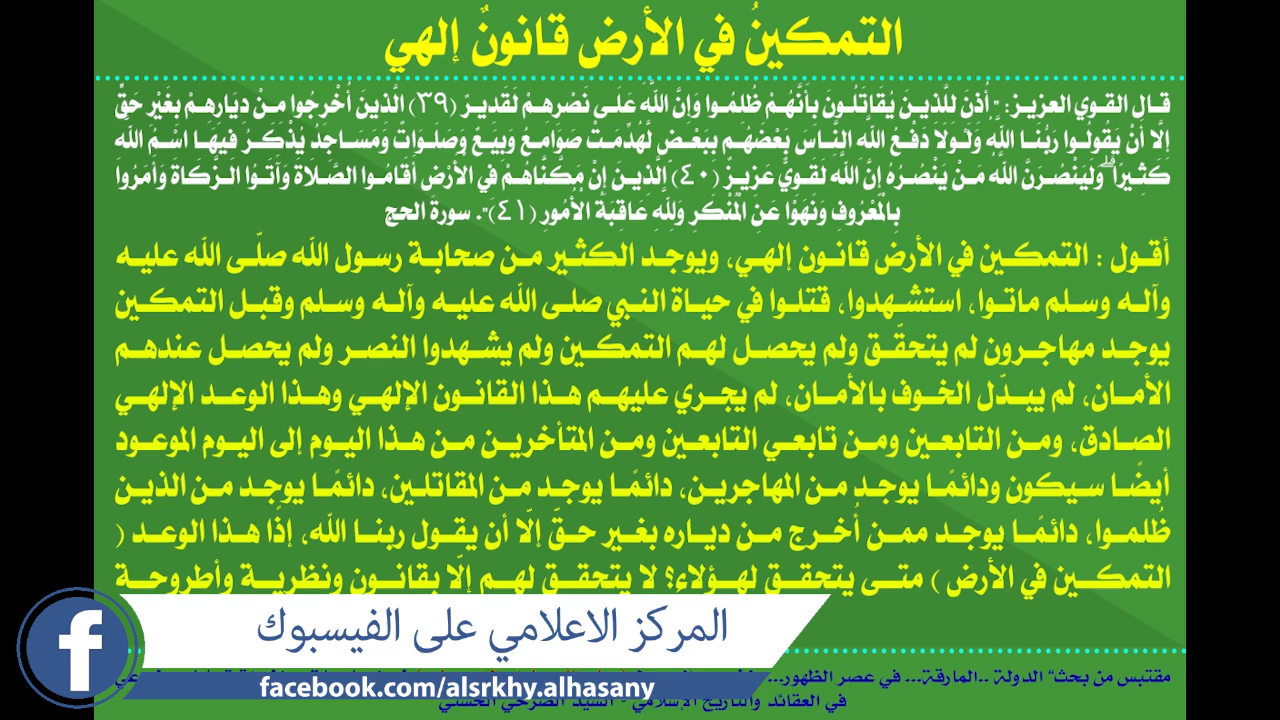 التمكينُ في الأرض قانونٌ إلهي
قال القوي العزيز: "أُذِنَ لِلَّذِينَ يُقَاتَلُونَ بِأَنَّهُمْ ظُلِمُوا وَإِنَّ اللَّهَ عَلَى نَصْرِهِمْ لَقَدِيرٌ (٣٩) الَّذِينَ أُخْرِجُوا مِنْ دِيارِهِمْ بِغَيْرِ حَقٍّ
إِلَّا أَنْ يَقُولُوا رَبُّنَا اللَّهُ وَلَولا دَفعُ اللَّهِ النّاسَ بَعْضَهُم بِبَعْضٍ لَهُدِّمَتْ صَوَامِعُ وَبِيَعٌ وَصَلَواتٌ وَمَساجِدُ يُذْكَرُ فيهَا اسْمُ اللَّهِ
كَثِيرًا ۗ وَلَيَنْصُرَنَّ اللَّهُ مَنْ يَنْصُرُهُ إِنَّ اللَّهَ لَقَوِيٌّ عَزِيزٌ (٤٠) الَّذِينَ إِنْ مَكَّنَّاهُمْ فِي الْأَرْضِ أَقَامُوا الصَّلَاةَ وَآتَوُا الزَّكَاةَ وَأَمَرُوا
بِالْمَعْرُوفِ وَنَهَوْا عَنِ الْمُنْكَرِ وَلِلَّهِ عَاقِبَةُ الْأُمُورِ (٤١)". سورة الحج
أقول : التمكين في الأرض قانون إلهي، ويوجد الكثير من صحابة رسول الله صلّى الله عليه
وآله وسلم ماتوا، استشهدوا، قتلوا في حياة النبي صلى الله عليه وآله وسلم وقبل التمكين
يوجد مهاجرون لم يتحقّق ولم يحصل لهم التمكين ولم يشهدوا النصر ولم يحصل عندهم
الأمان، لم يبدّل الخوف بالأمان، لم يجري عليهم هذا القانون الإلهي وهذا الوعد الإلهي
الصادق، ومن التابعين ومن تابعي التابعين ومن المتأخرين من هذا اليوم إلى اليوم الموعود
أيضًا سيكون ودائمًا يوجد من المهاجرين، دائمًا يوجد من المقاتلين، دائمًا يوجد من الذين
ظُلموا، دائمًا يوجد ممن أُخرج من دياره بغير حقّ إلّا أن يقول ربنا الله، إذًا هذا الوعد (
التمكين في الأرض ) متى يتحقق لهؤلاء؟ لا يتحقق لهم إلّا بقانون ونظرية وأطروحة
المركز الاعلامي على الفيسبوك
facebook.com/alsrkhy.alhasany
مقتبس من بحث" الدولة ..المارقة... في عصر الظهور...
في العقائد والتاريخ الإسلامي - السيد الصرخي الحسني